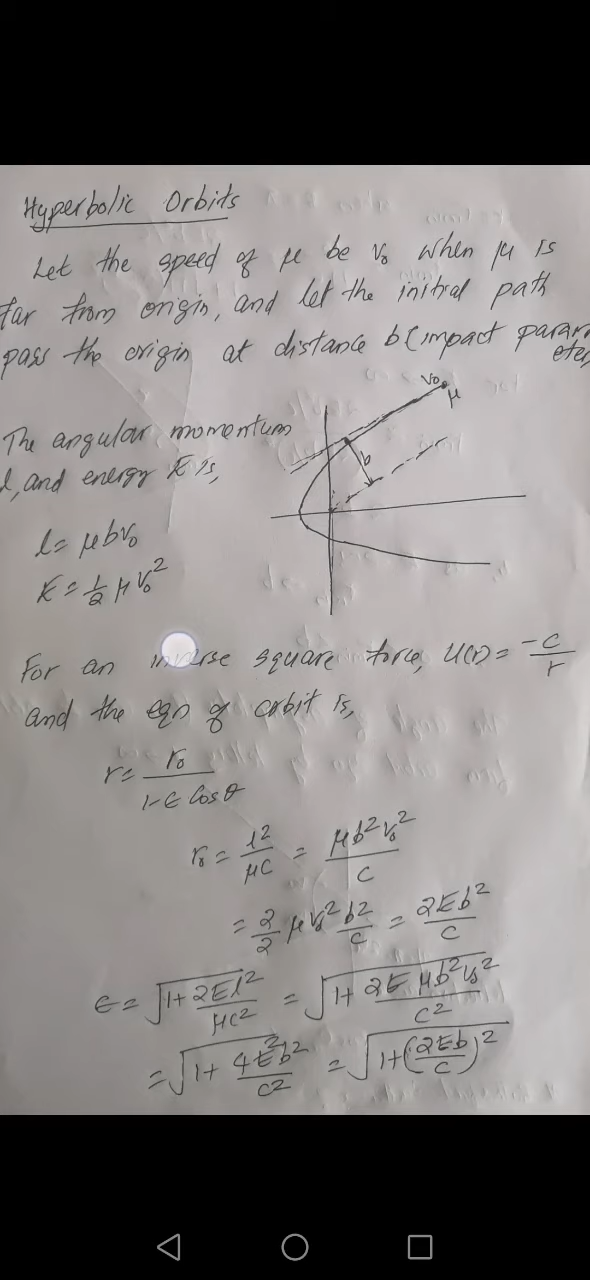 Hyperbolic Orbits
Let the speed of μ be v₀ when μ is
far from origin, and let the initial path
pass the origin at distance b (impact param
eter)
v₀
μ
The angular momentum
l, and energy E is,
b
l = μbv₀
E = ½ μ v₀²
For an inverse square force, U(r) = -C/r
and the eqn of orbit is,
r = r₀/(1-ϵ Cosθ)
r₀ = l²/μC = μb²v₀²/C
= 2/2 μv₀² b²/C = 2Eb²/C
ϵ = √(1 + 2El²/μC²) = √(1 + 2E μb²v₀²/C²)
= √(1 + 4E²b²/C²) = √(1 + (2Eb/C)²)